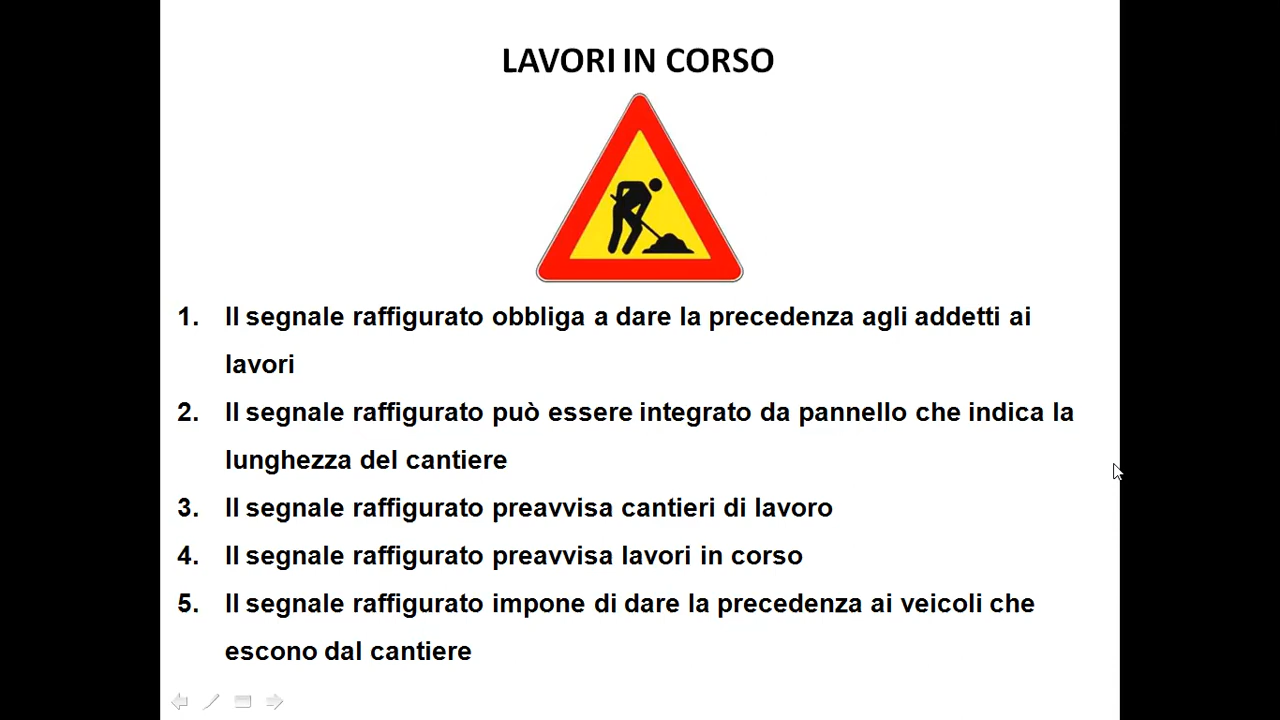 LAVORI IN CORSO
1. Il segnale raffigurato obbliga a dare la precedenza agli addetti ai
lavori
2. Il segnale raffigurato può essere integrato da pannello che indica la
lunghezza del cantiere
3. Il segnale raffigurato preavvisa cantieri di lavoro
4. Il segnale raffigurato preavvisa lavori in corso
5. Il segnale raffigurato impone di dare la precedenza ai veicoli che
escono dal cantiere